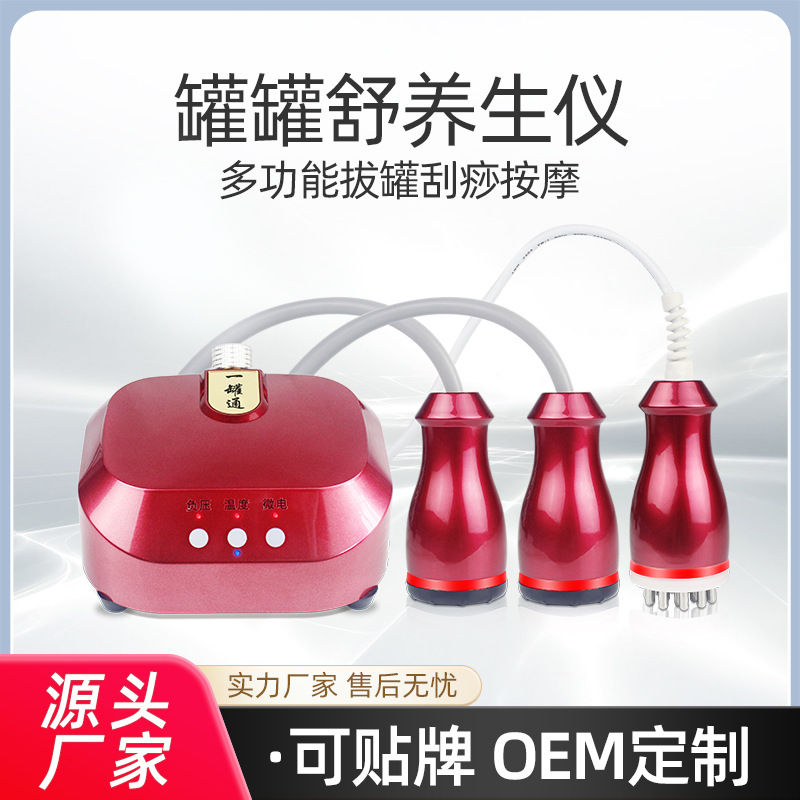 罐罐舒养生仪
多功能拔罐刮痧按摩
一罐通
负压 温度 微电
源头
厂家
实力厂家 售后无忧
·可贴牌 OEM定制